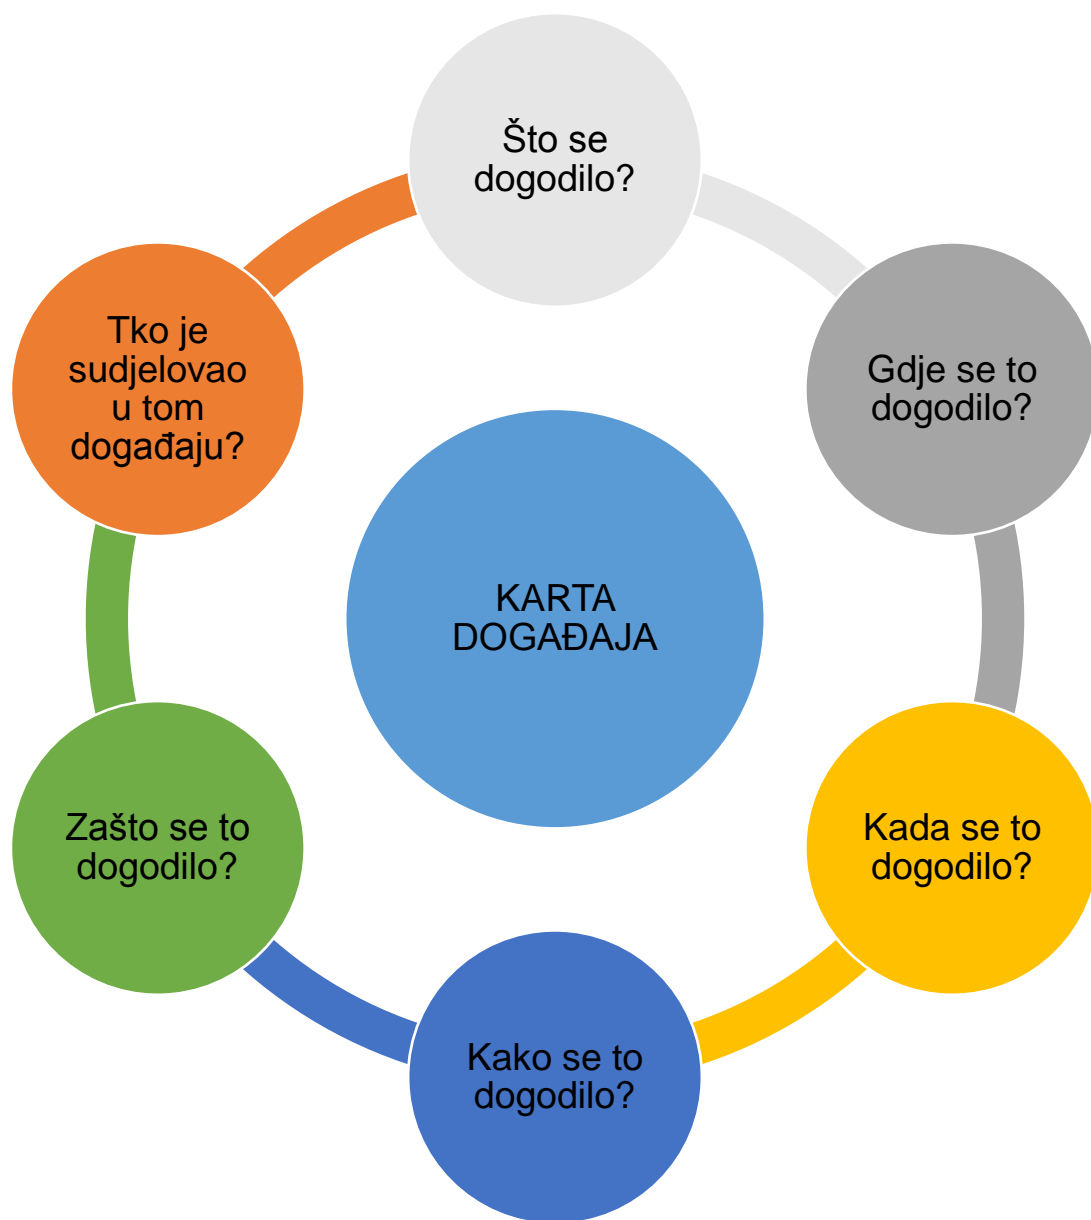 Što se
dogodilo?
Gdje se to
dogodilo?
Kada se to
dogodilo?
Kako se to
dogodilo?
Zašto se to
dogodilo?
Tko je
sudjelovao
u tom
događaju?
KARTA
DOGAĐAJA